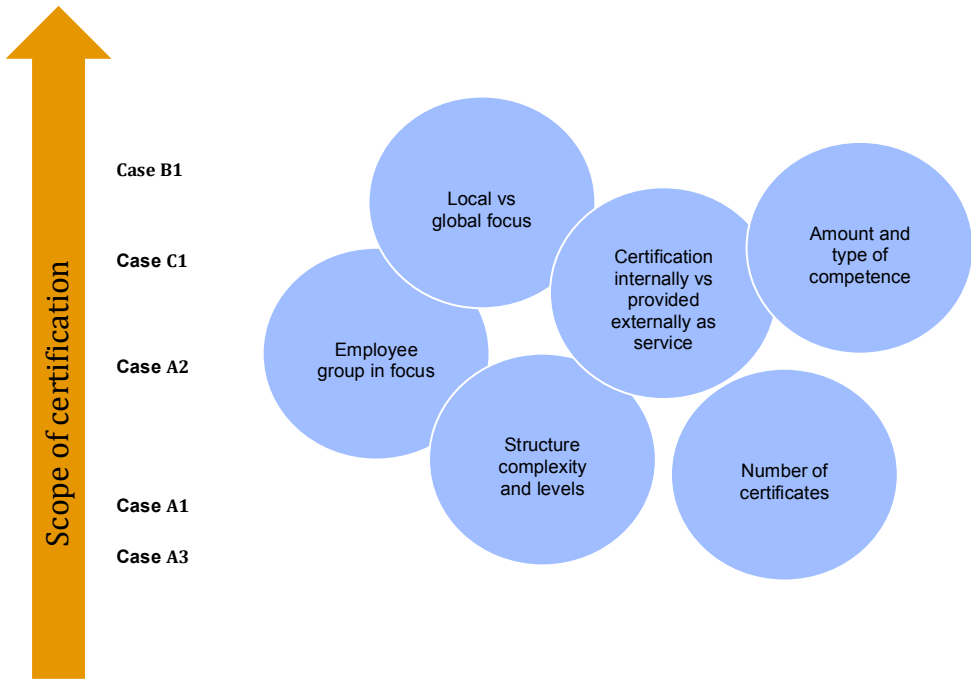 Scope of certification
Case B1
Case C1
Case A2
Case A1
Case A3
Local vs
global focus
Employee
group in focus
Structure
complexity
and levels
Certification
internally vs
provided
externally as
service
Number of
certificates
Amount and
type of
competence